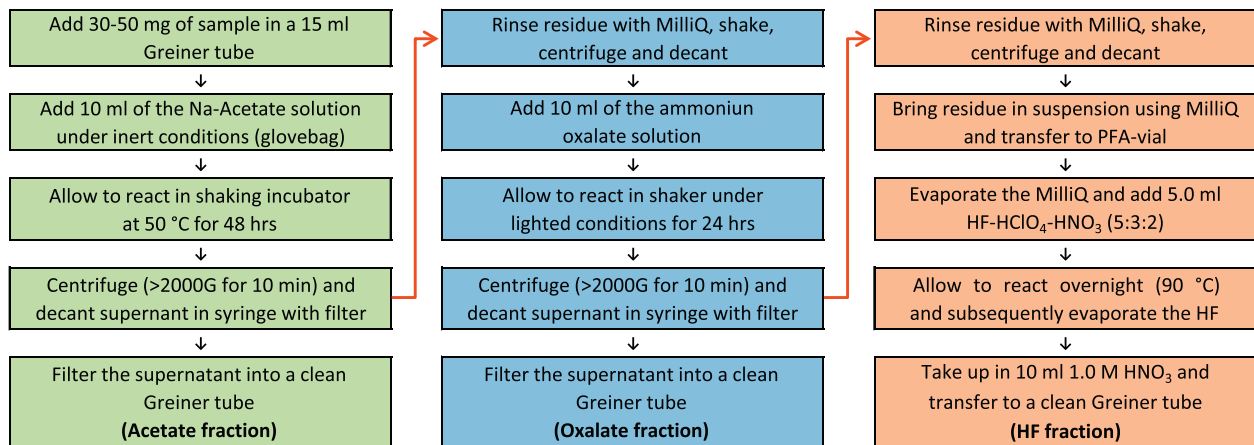 Add 30-50 mg of sample in a 15 ml
Greiner tube
↓
Add 10 ml of the Na-Acetate solution
under inert conditions (glovebag)
↓
Allow to react in shaking incubator
at 50 °C for 48 hrs
↓
Centrifuge (>2000G for 10 min) and
decant supernant in syringe with filter
↓
Filter the supernatant into a clean
Greiner tube
(Acetate fraction)
Rinse residue with MilliQ, shake,
centrifuge and decant
↓
Add 10 ml of the ammoniun
oxalate solution
↓
Allow to react in shaker under
lighted conditions for 24 hrs
↓
Centrifuge (>2000G for 10 min) and
decant supernant in syringe with filter
↓
Filter the supernatant into a clean
Greiner tube
(Oxalate fraction)
Rinse residue with MilliQ, shake,
centrifuge and decant
↓
Bring residue in suspension using MilliQ
and transfer to PFA-vial
↓
Evaporate the MilliQ and add 5.0 ml
HF-HClO₄-HNO₃ (5:3:2)
↓
Allow to react overnight (90 °C)
and subsequently evaporate the HF
↓
Take up in 10 ml 1.0 M HNO₃ and
transfer to a clean Greiner tube
(HF fraction)